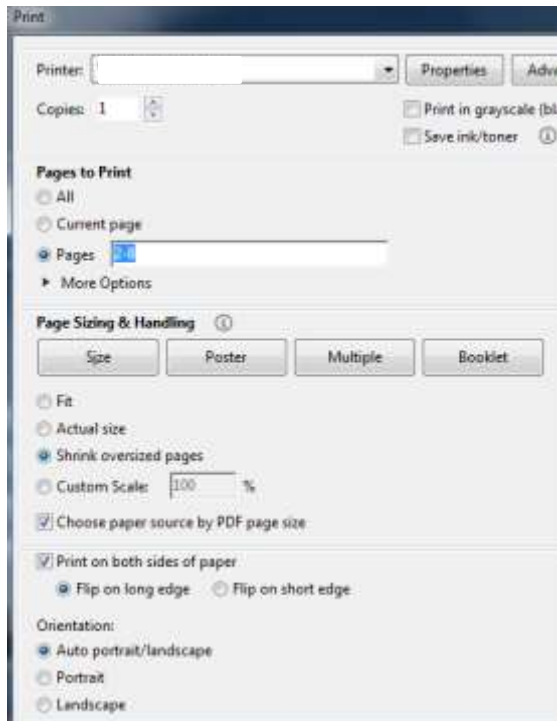 Print
Printer: Properties Adva
Copies: 1 Print in grayscale (bla
Save ink/toner
Pages to Print
All
Current page
Pages
More Options
Page Sizing & Handling
Size Poster Multiple Booklet
Fit
Actual size
Shrink oversized pages
Custom Scale: 100 %
Choose paper source by PDF page size
Print on both sides of paper
Flip on long edge Flip on short edge
Orientation:
Auto portrait/landscape
Portrait
Landscape